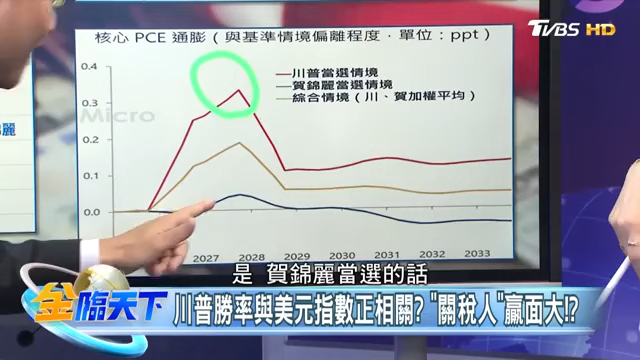 TVBS HD
核心 PCE 通膨（與基準情境偏離程度．單位：ppt）
0.4
川普當選情境
賀錦麗當選情境
綜合情境（川、賀加權平均）
0.3
Micro
錦麗
0.2
0.1
0.0
2027 2028 2029 2030 2031 2032 2033
是 賀錦麗當選的話
金臨天下
川普勝率與美元指數正相關？"關稅人"贏面大!?